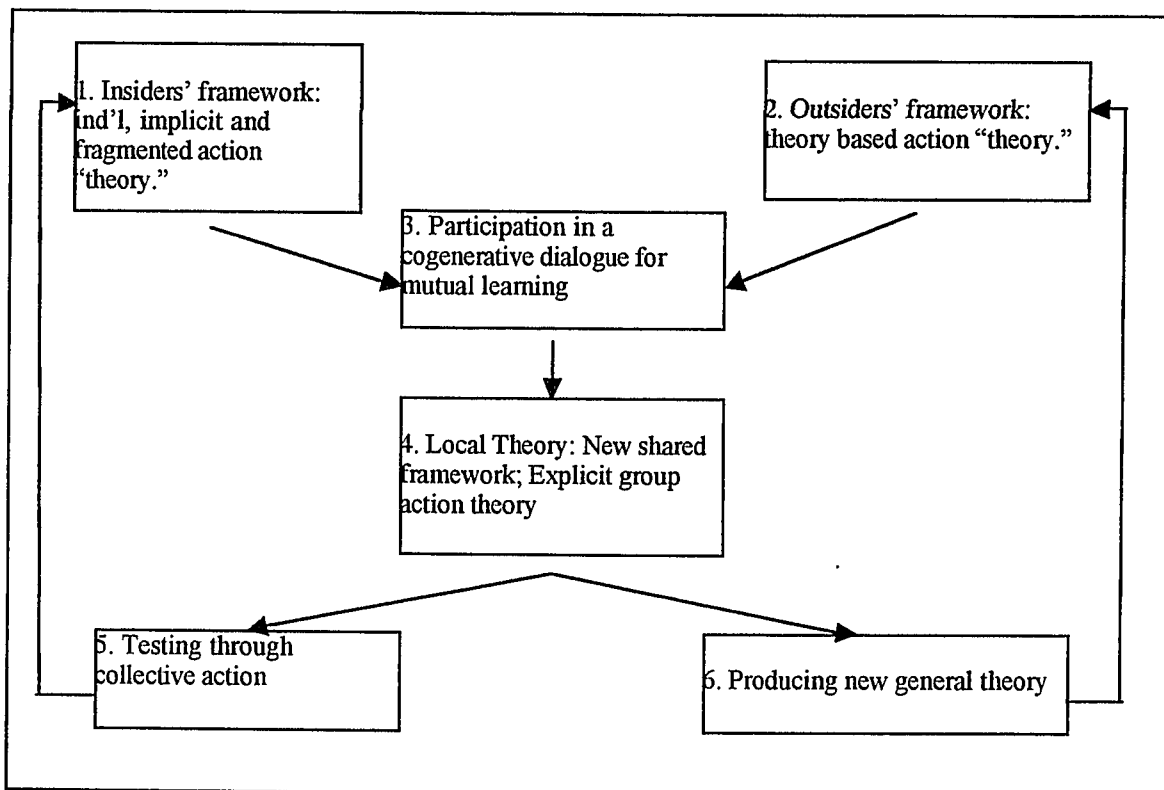 1. Insiders’ framework:
ind’l, implicit and
fragmented action
“theory.”
2. Outsiders’ framework:
theory based action “theory.”
3. Participation in a
cogenerative dialogue for
mutual learning
4. Local Theory: New shared
framework; Explicit group
action theory
5. Testing through
collective action
6. Producing new general theory